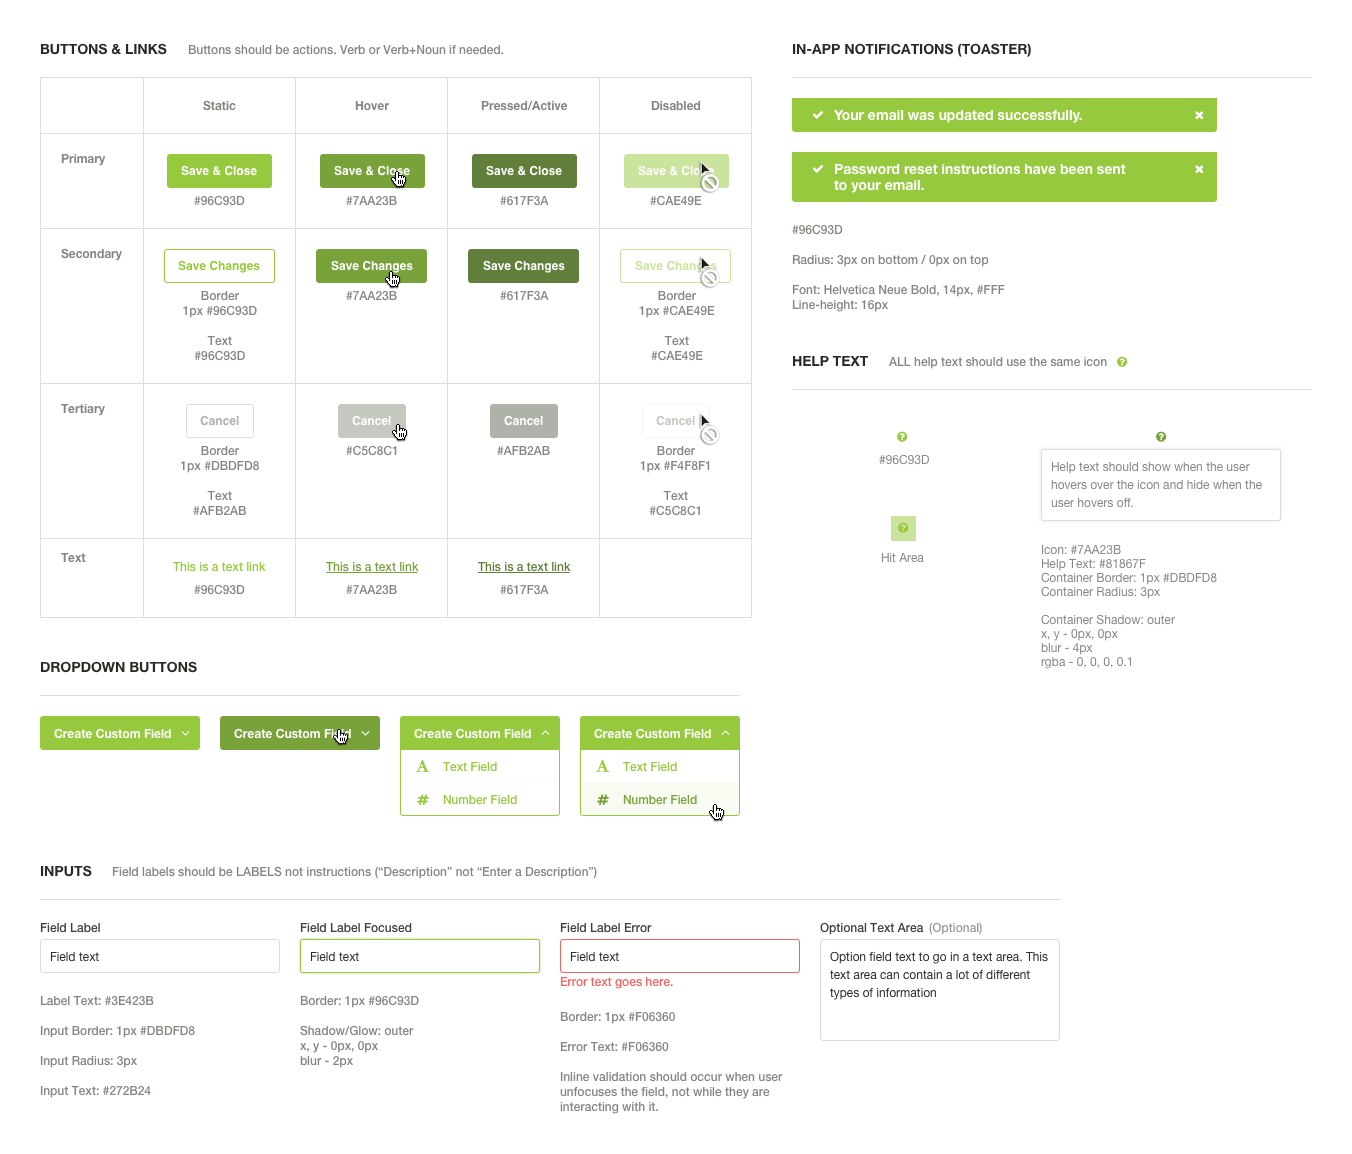 BUTTONS & LINKS Buttons should be actions. Verb or Verb+Noun if needed.
Static Hover Pressed/Active Disabled
Primary
Save & Close Save & Close Save & Close Save & Clo
#96C93D #7AA23B #617F3A #CAE49E
Secondary
Save Changes Save Changes Save Changes Save Changes
Border #7AA23B #617F3A Border
1px #96C93D 1px #CAE49E
Text Text
#96C93D #CAE49E
Tertiary
Cancel Cancel Cancel Cancel
Border #C5C8C1 #AFB2AB Border
1px #DBDFD8 1px #F4F8F1
Text Text
#AFB2AB #C5C8C1
Text
This is a text link This is a text link This is a text link
#96C93D #7AA23B #617F3A
DROPDOWN BUTTONS
Create Custom Field Create Custom Field Create Custom Field Create Custom Field
A Text Field A Text Field
# Number Field # Number Field
IN-APP NOTIFICATIONS (TOASTER)
Your email was updated successfully.
Password reset instructions have been sent
to your email.
#96C93D
Radius: 3px on bottom / 0px on top
Font: Helvetica Neue Bold, 14px, #FFF
Line-height: 16px
HELP TEXT ALL help text should use the same icon ?
?
#96C93D
?
Hit Area
?
Help text should show when the user
hovers over the icon and hide when the
user hovers off.
Icon: #7AA23B
Help Text: #81867F
Container Border: 1px #DBDFD8
Container Radius: 3px
Container Shadow: outer
x, y - 0px, 0px
blur - 4px
rgba - 0, 0, 0, 0.1
INPUTS Field labels should be LABELS not instructions (“Description” not “Enter a Description”)
Field Label
Field text
Label Text: #3E423B
Input Border: 1px #DBDFD8
Input Radius: 3px
Input Text: #272B24
Field Label Focused
Field text
Border: 1px #96C93D
Shadow/Glow: outer
x, y - 0px, 0px
blur - 2px
Field Label Error
Field text
Error text goes here.
Border: 1px #F06360
Error Text: #F06360
Inline validation should occur when user
unfocuses the field, not while they are
interacting with it.
Optional Text Area (Optional)
Option field text to go in a text area. This
text area can contain a lot of different
types of information